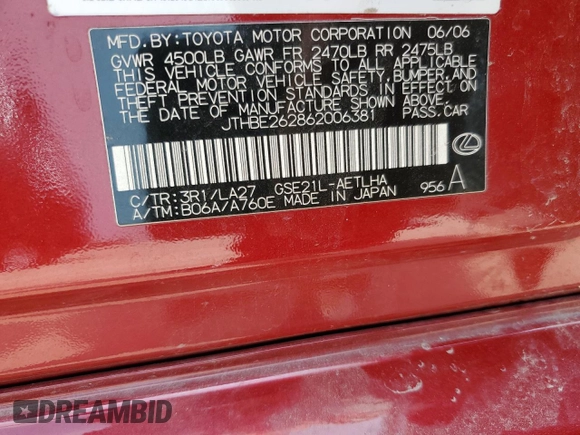 MFD. BY: TOYOTA MOTOR CORPORATION 06/06
GVWR 4500LB GAWR FR 2470LB RR 2475LB
THIS VEHICLE CONFORMS TO ALL APPLICABLE
FEDERAL MOTOR VEHICLE SAFETY, BUMPER, AND
THEFT PREVENTION STANDARDS IN EFFECT ON
THE DATE OF MANUFACTURE SHOWN ABOVE.
JTHBE262862006381 PASS. CAR
C/TR: 3R1/LA27 GSE21L-AETLHA
A/TM: B06A/A760E MADE IN JAPAN 956 A
DREAMBID